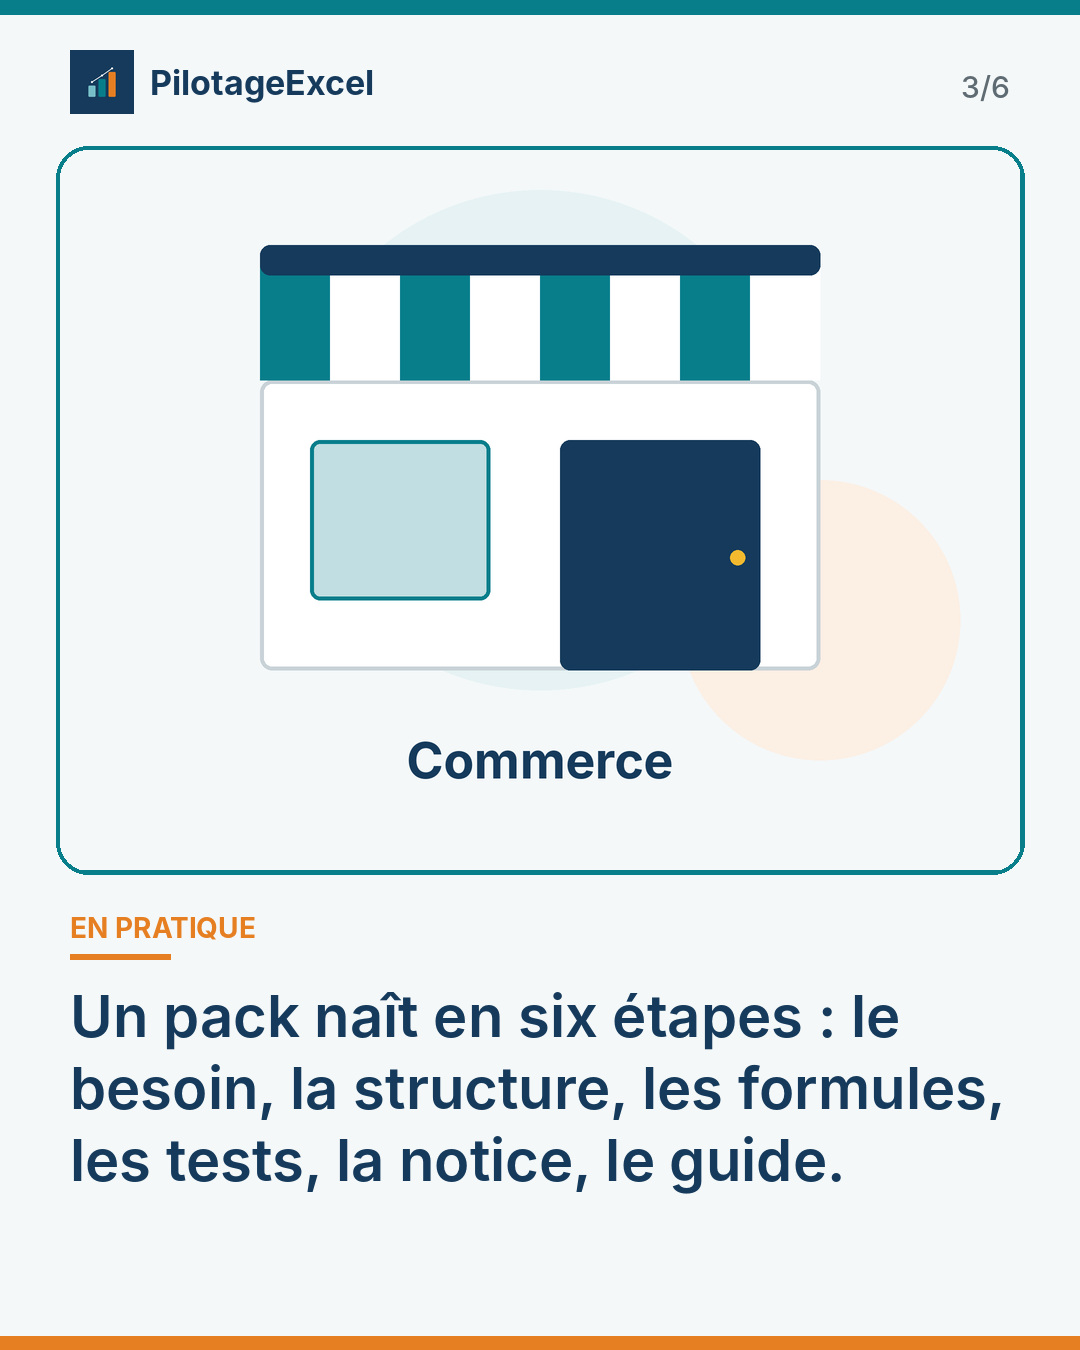 PilotageExcel
3/6
Commerce
EN PRATIQUE
Un pack naît en six étapes : le
besoin, la structure, les formules,
les tests, la notice, le guide.